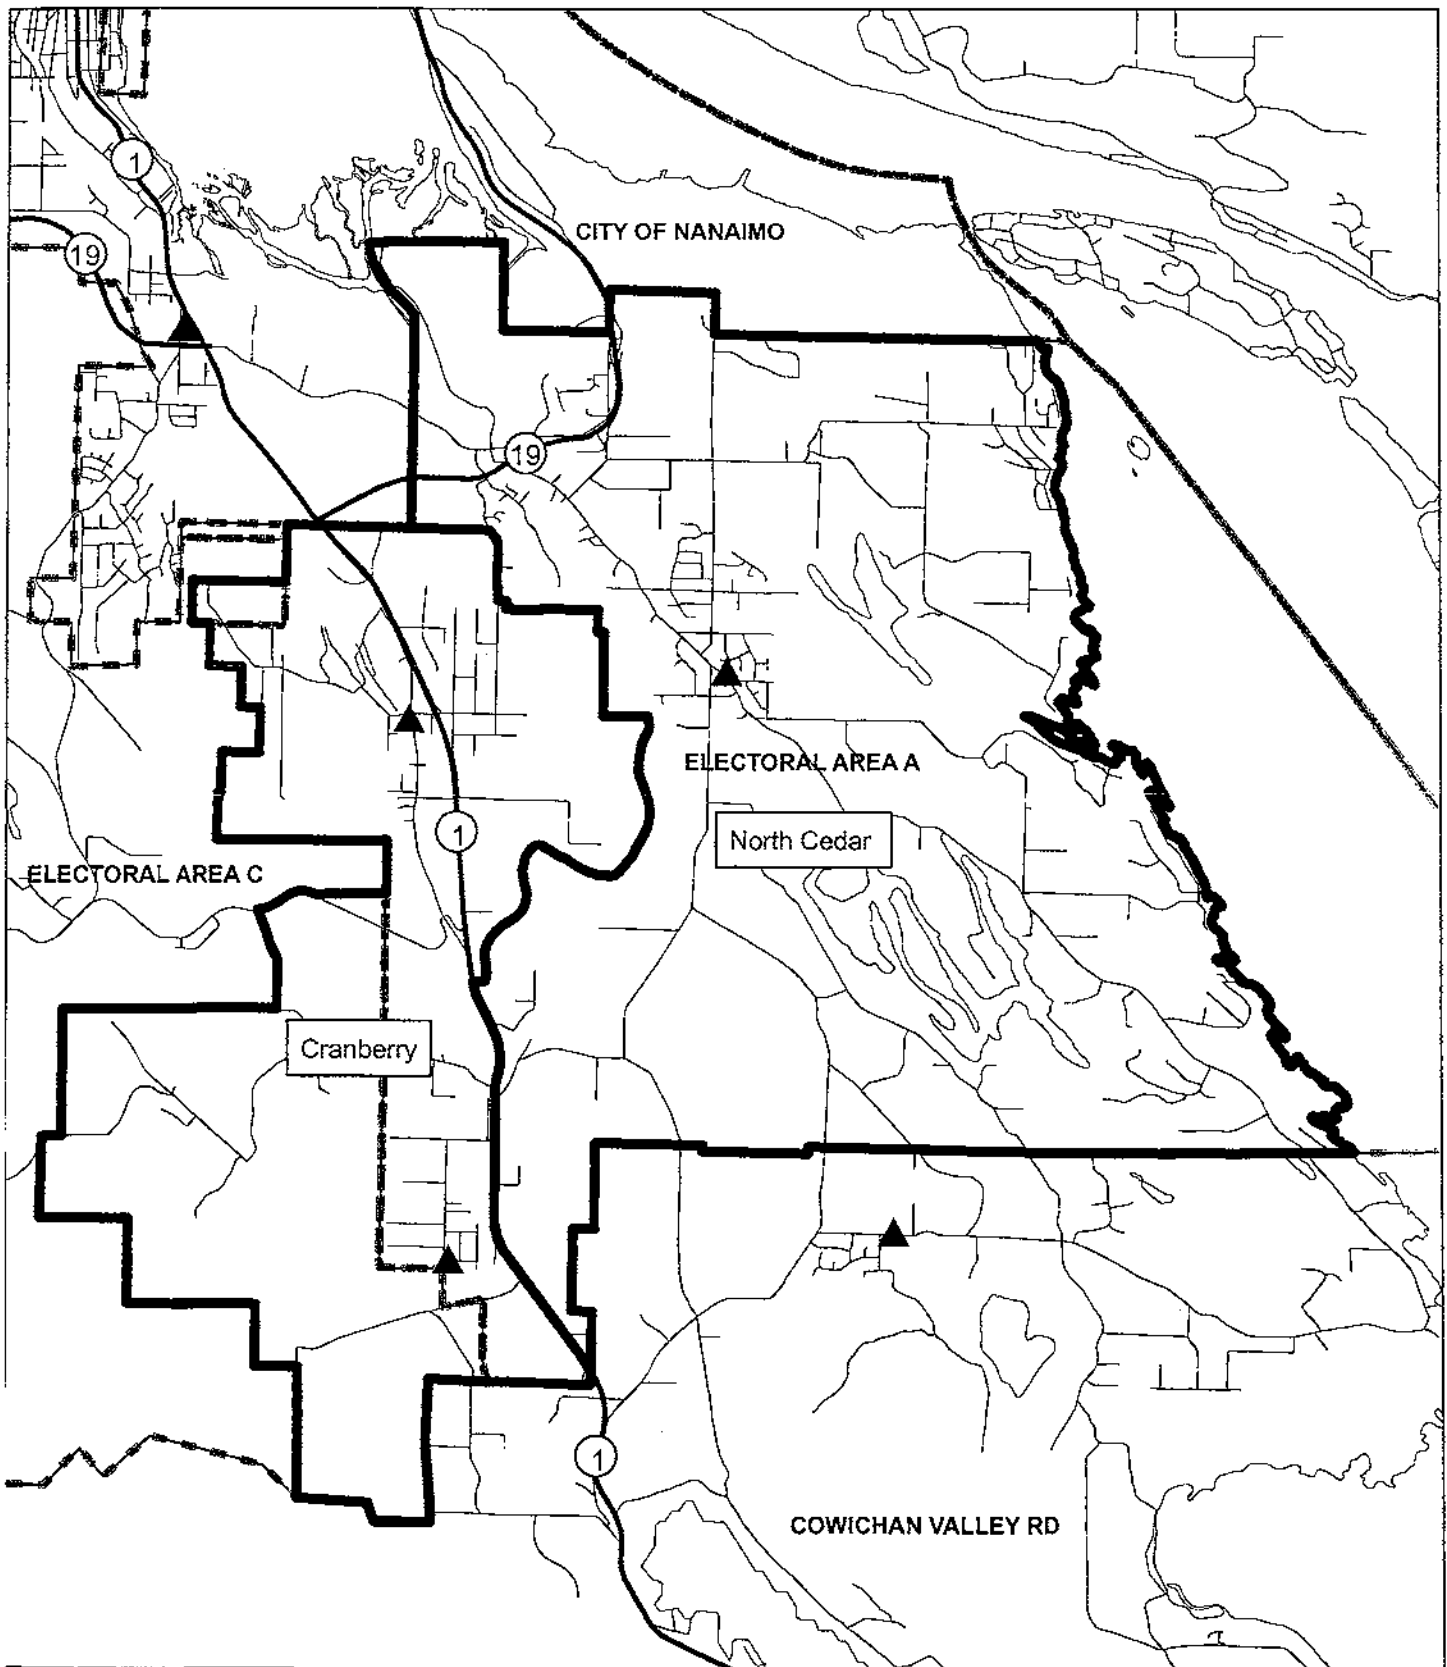 1
CITY OF NANAIMO
19
19
ELECTORAL AREA A
1
North Cedar
ELECTORAL AREA C
Cranberry
1
COWICHAN VALLEY RD